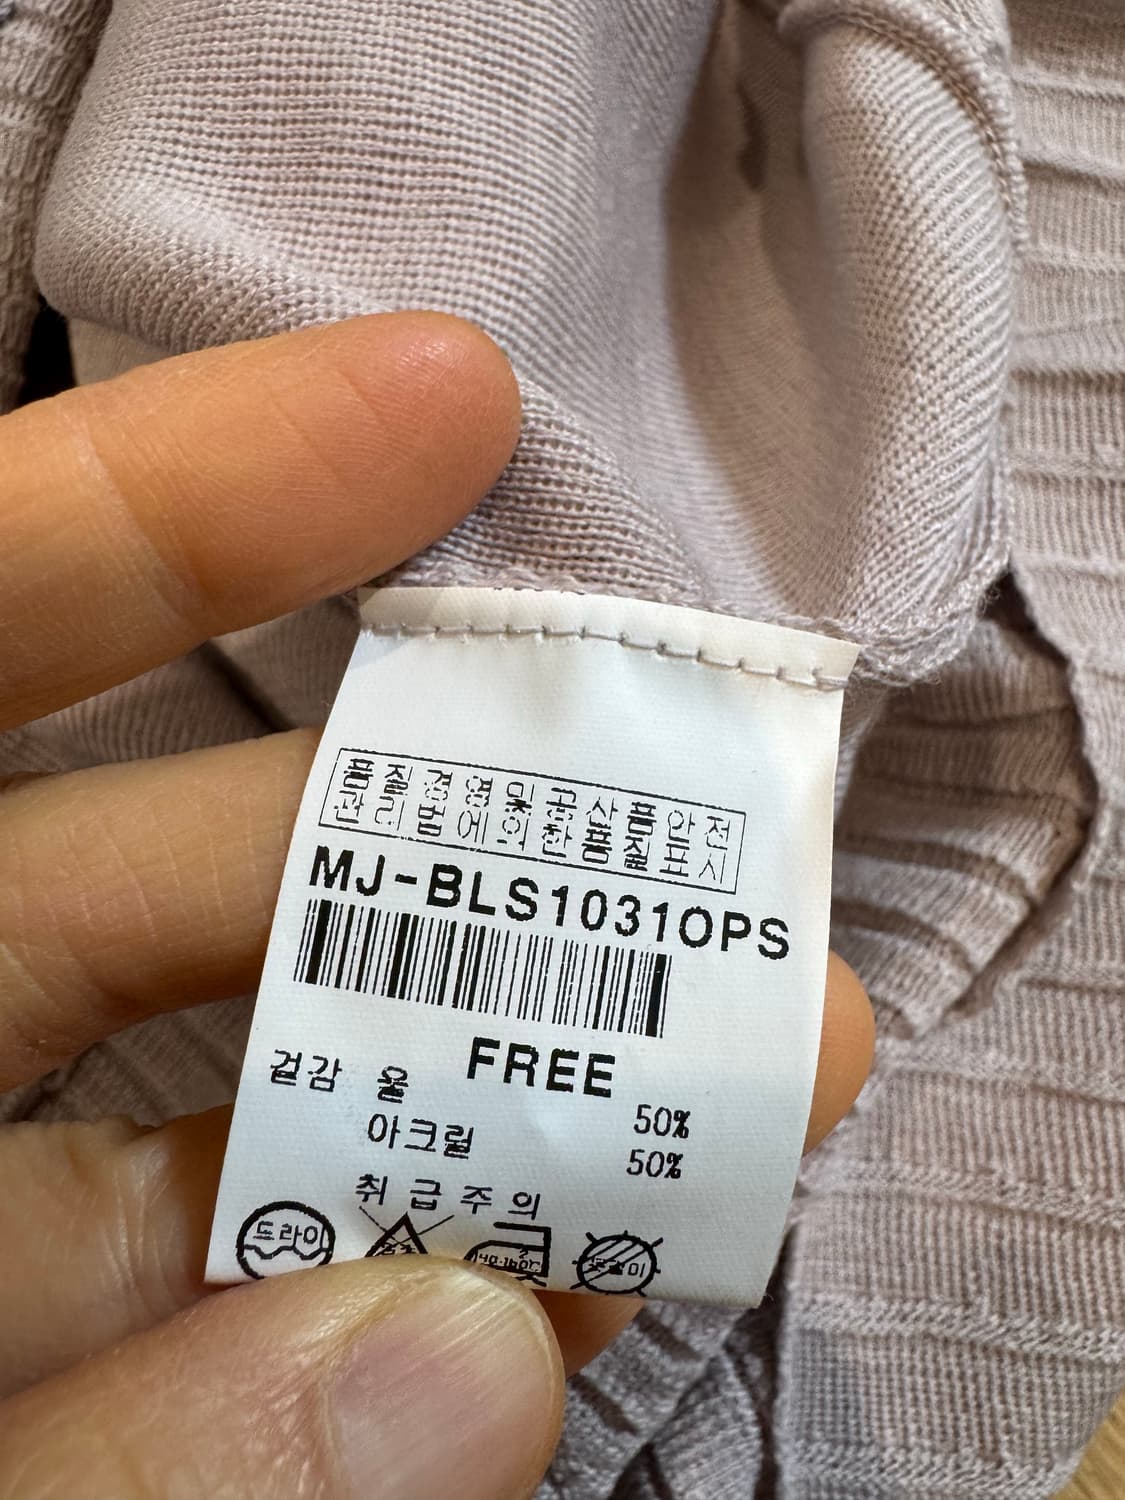 품질경영및공산품안전
관리법에의한품질표시
MJ-BLS1031OPS
FREE
겉감 울 50%
아크릴 50%
취급주의
드라이